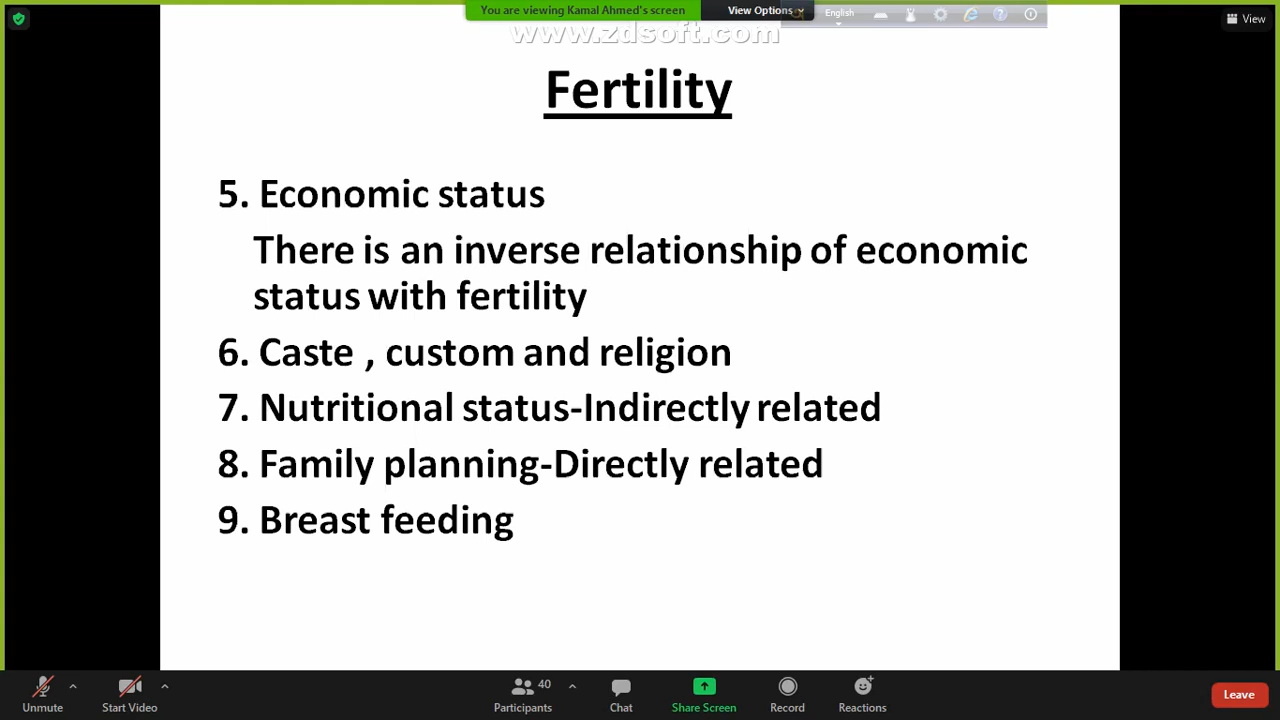 You are viewing Kamal Ahmed's screen
View Options
English
View
www.zdsoft.com
Fertility
5. Economic status
There is an inverse relationship of economic
status with fertility
6. Caste , custom and religion
7. Nutritional status-Indirectly related
8. Family planning-Directly related
9. Breast feeding
Unmute
Start Video
40
Participants
Chat
Share Screen
Record
Reactions
Leave